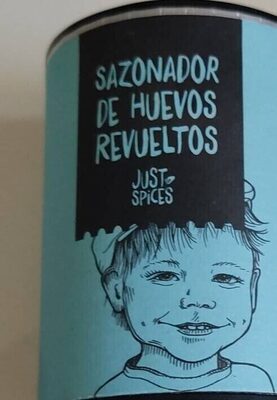 SAZONADOR
DE HUEVOS
REVUELTOS
JUST
SPiCES